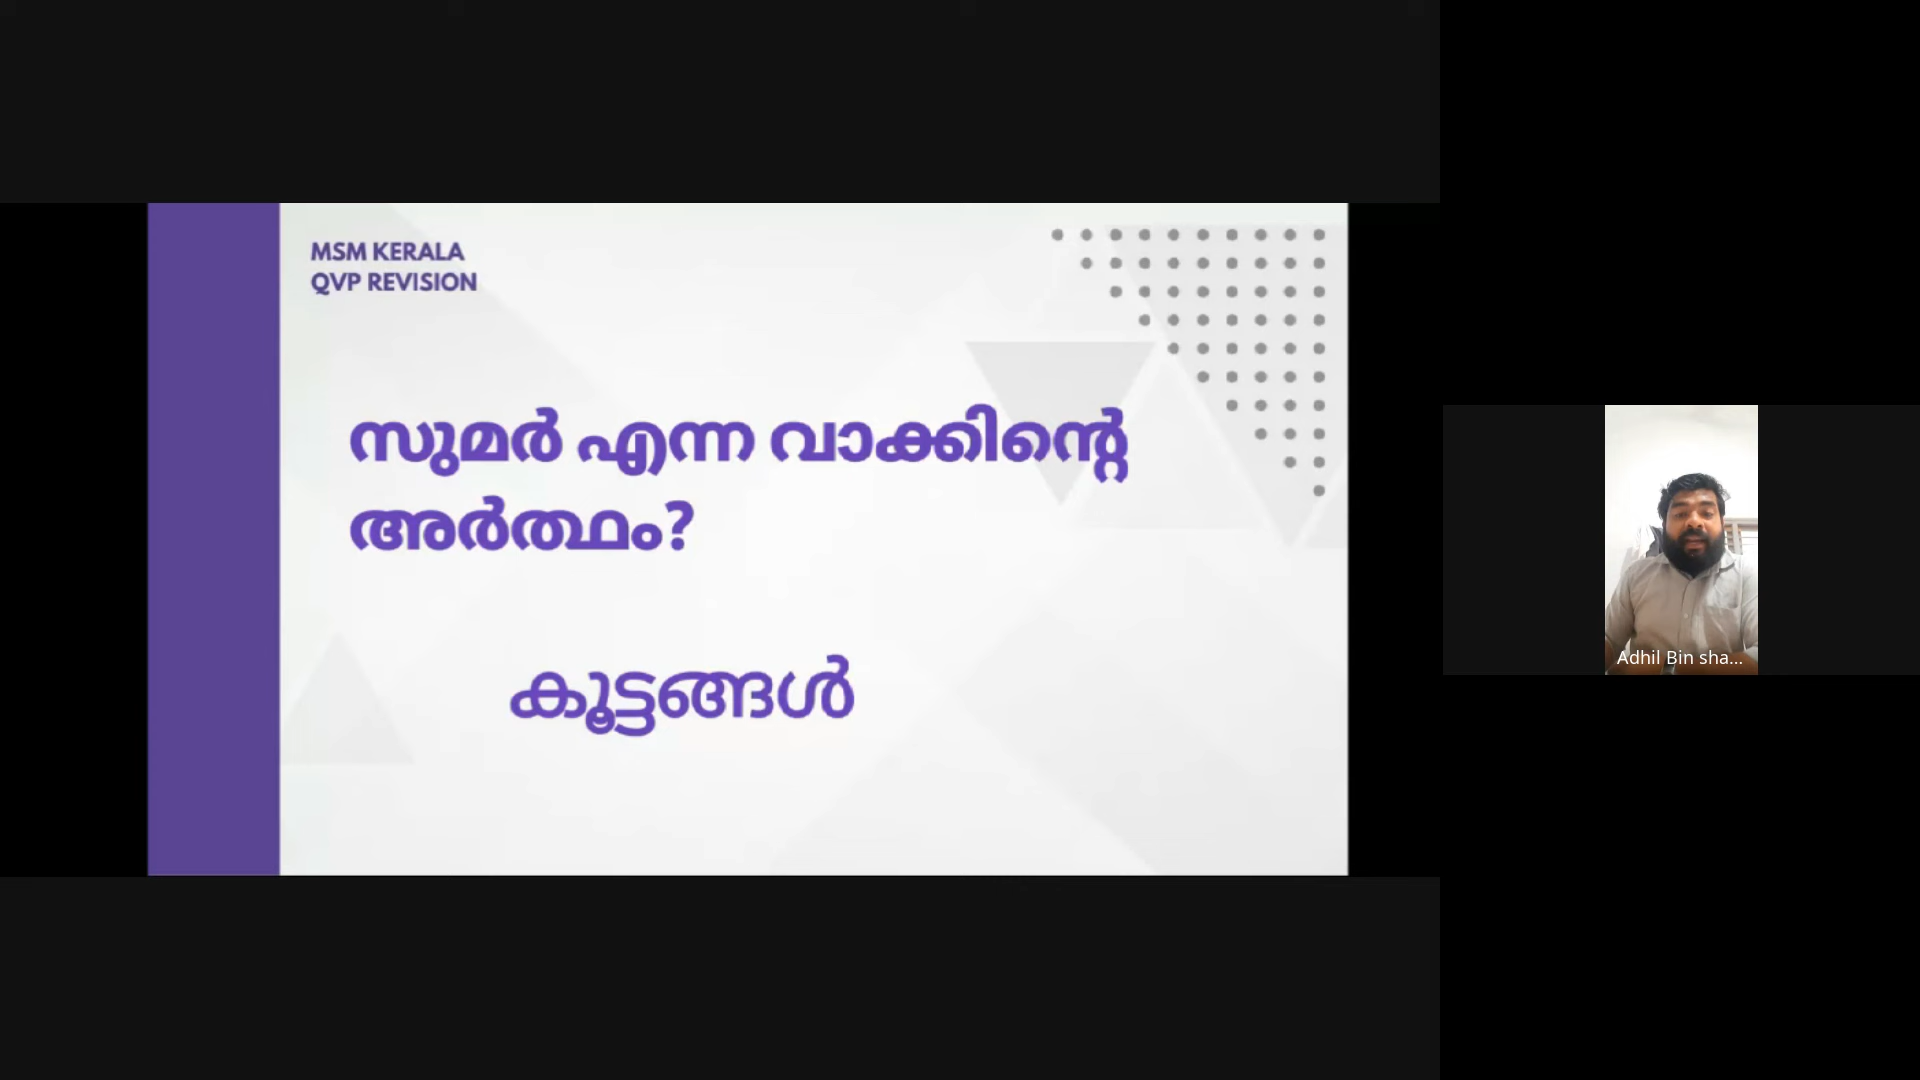 MSM KERALA
QVP REVISION
സുമർ എന്ന വാക്കിന്റെ
അർത്ഥം?
കൂട്ടങ്ങൾ
Adhil Bin sha...